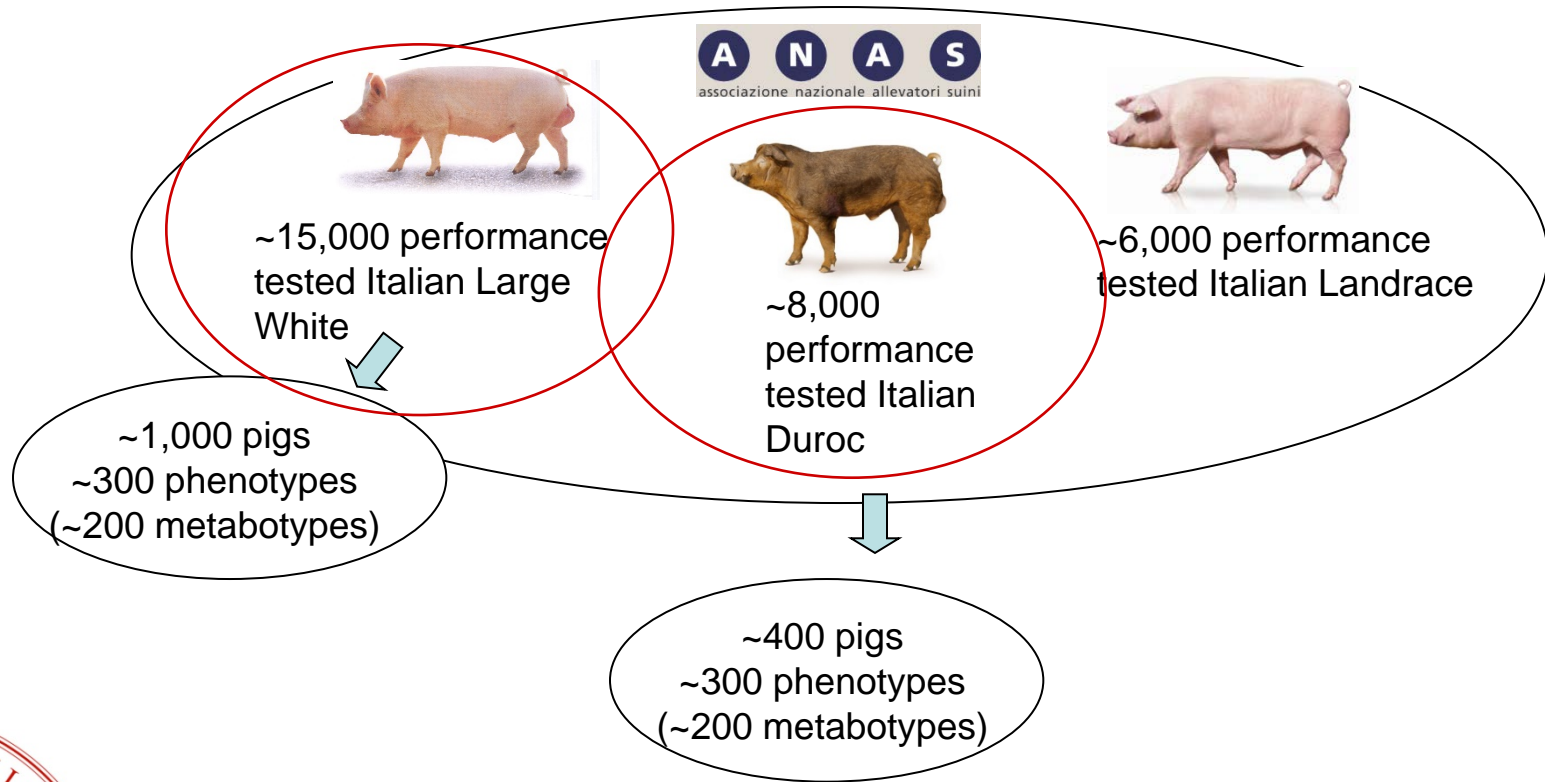 A N A S
associazione nazionale allevatori suini
~15,000 performance
tested Italian Large
White
~8,000
performance
tested Italian
Duroc
~6,000 performance
tested Italian Landrace
~1,000 pigs
~300 phenotypes
(~200 metabotypes)
~400 pigs
~300 phenotypes
(~200 metabotypes)